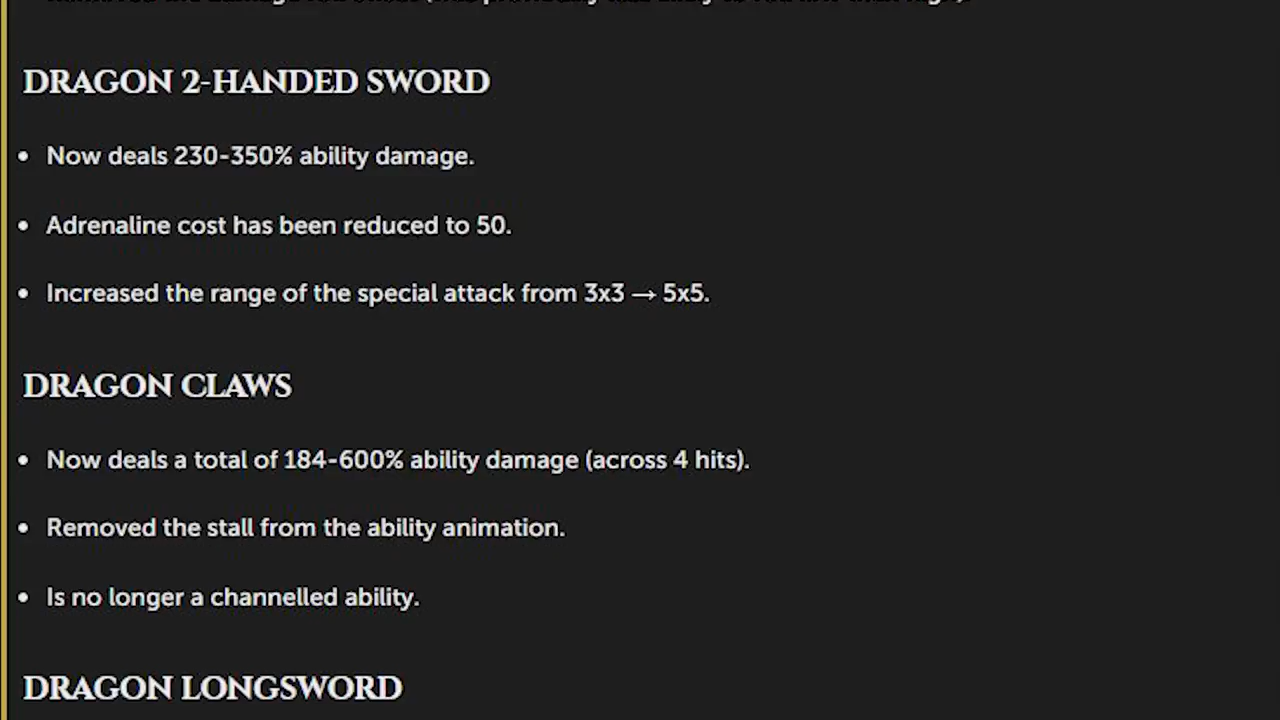 DRAGON 2-HANDED SWORD
• Now deals 230-350% ability damage.
• Adrenaline cost has been reduced to 50.
• Increased the range of the special attack from 3x3 → 5x5.
DRAGON CLAWS
• Now deals a total of 184-600% ability damage (across 4 hits).
• Removed the stall from the ability animation.
• Is no longer a channelled ability.
DRAGON LONGSWORD